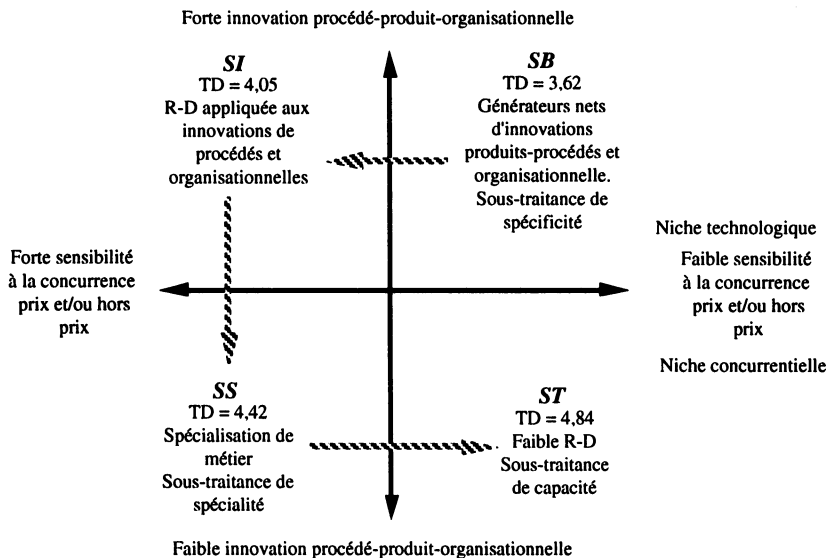 Forte innovation procédé-produit-organisationnelle
SI
TD = 4,05
R-D appliquée aux
innovations de
procédés et
organisationnelles
SB
TD = 3,62
Générateurs nets
d'innovations
produits-procédés et
organisationnelle.
Sous-traitance de
spécificité
Forte sensibilité
à la concurrence
prix et/ou hors
prix
Niche technologique
Faible sensibilité
à la concurrence
prix et/ou hors
prix
Niche concurrentielle
SS
TD = 4,42
Spécialisation de
métier
Sous-traitance de
spécialité
ST
TD = 4,84
Faible R-D
Sous-traitance
de capacité
Faible innovation procédé-produit-organisationnelle